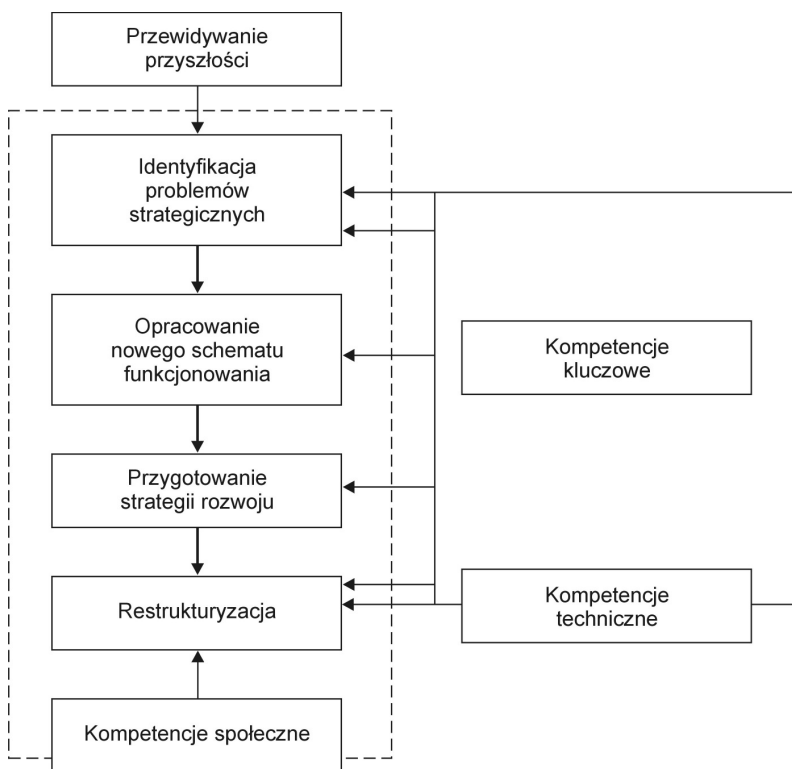 Przewidywanie
przyszłości
Identyfikacja
problemów
strategicznych
Opracowanie
nowego schematu
funkcjonowania
Kompetencje
kluczowe
Przygotowanie
strategii rozwoju
Restrukturyzacja
Kompetencje
techniczne
Kompetencje społeczne